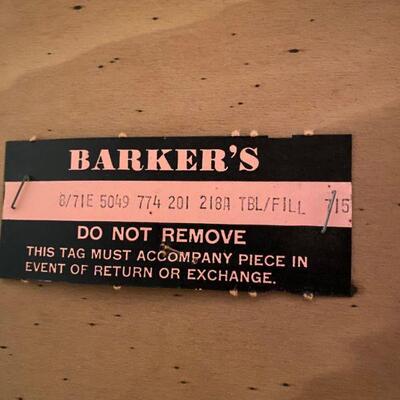 BARKER'S
8/71E 5049 774 201 218A TBL/FILL 715
DO NOT REMOVE
THIS TAG MUST ACCOMPANY PIECE IN
EVENT OF RETURN OR EXCHANGE.